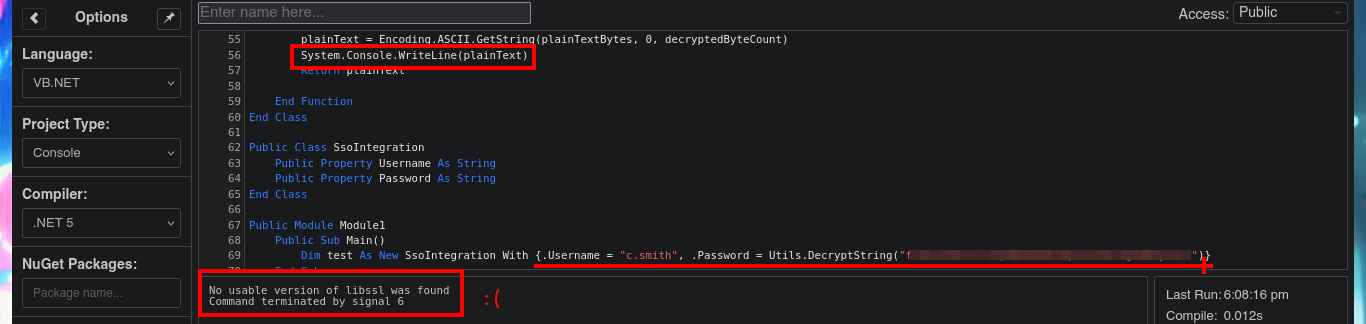 Options
Enter name here...
Access:
Public
Language:
VB.NET
Project Type:
Console
Compiler:
.NET 5
NuGet Packages:
Package name...
55 plainText = Encoding.ASCII.GetString(plainTextBytes, 0, decryptedByteCount)
56 System.Console.WriteLine(plainText)
57 Return plainText
58
59 End Function
60 End Class
61
62 Public Class SsoIntegration
63 Public Property Username As String
64 Public Property Password As String
65 End Class
66
67 Public Module Module1
68 Public Sub Main()
69 Dim test As New SsoIntegration With {.Username = "c.smith", .Password = Utils.DecryptString("f ")}
70 End Sub
No usable version of libssl was found
Command terminated by signal 6
:(
Last Run: 6:08:16 pm
Compile: 0.012s